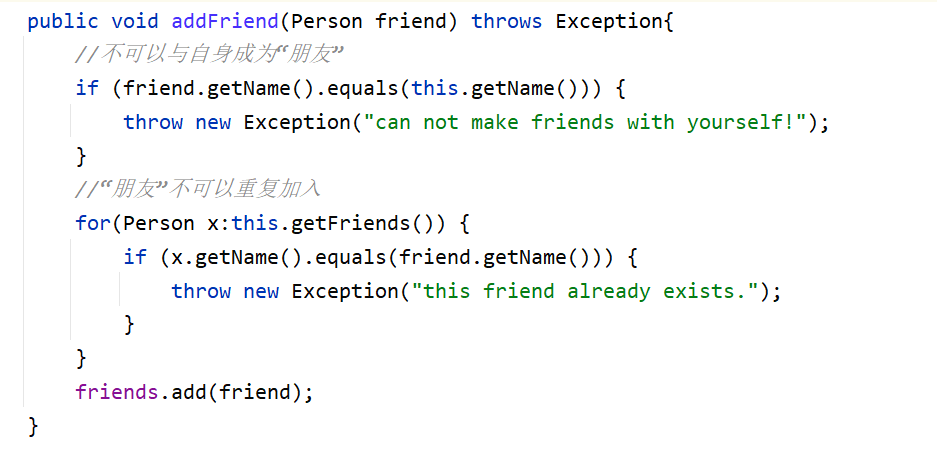 public void addFriend(Person friend) throws Exception{
//不可以与自身成为“朋友”
if (friend.getName().equals(this.getName())) {
throw new Exception("can not make friends with yourself!");
}
//“朋友”不可以重复加入
for(Person x:this.getFriends()) {
if (x.getName().equals(friend.getName())) {
throw new Exception("this friend already exists.");
}
}
friends.add(friend);
}